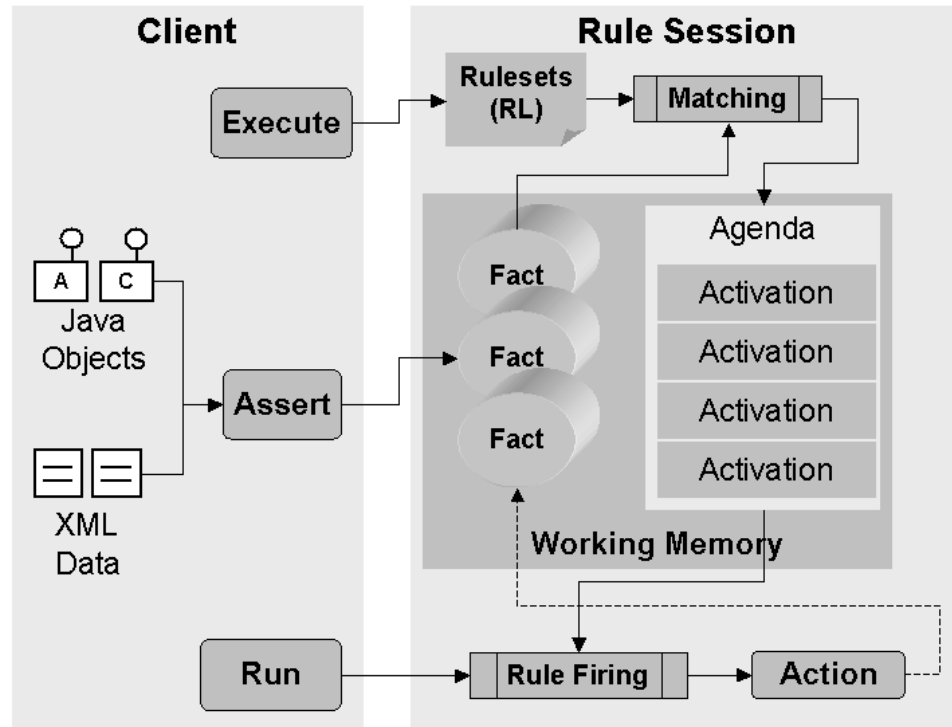 Client
Rule Session
Execute
Rulesets
(RL)
Matching
A
C
Java
Objects
Assert
XML
Data
Fact
Fact
Fact
Agenda
Activation
Activation
Activation
Activation
Working Memory
Run
Rule Firing
Action